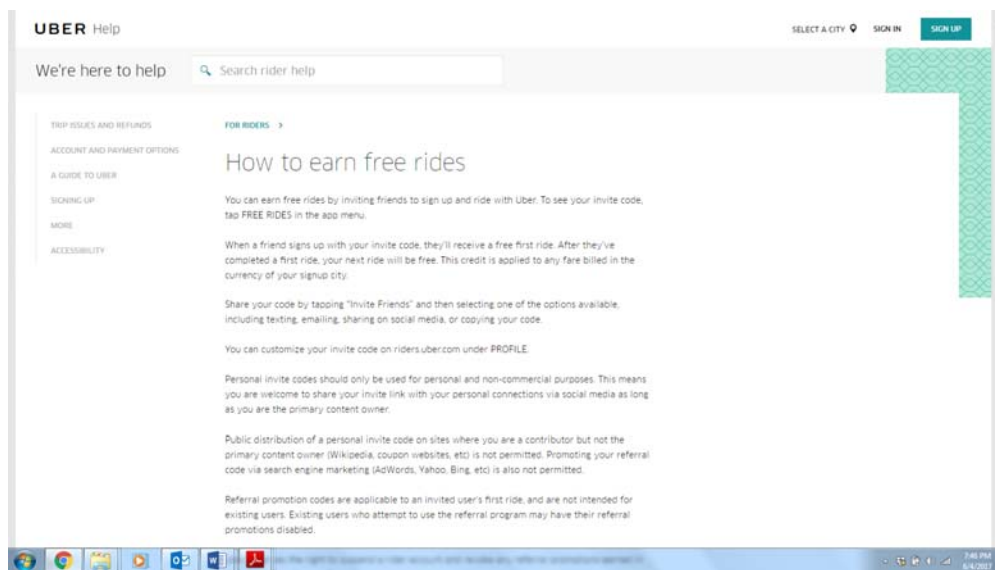 UBER Help
SELECT A CITY
SIGN IN
SIGN UP
We're here to help
Search rider help
TRIP ISSUES AND REFUNDS
ACCOUNT AND PAYMENT OPTIONS
A GUIDE TO UBER
SIGNING UP
MORE
ACCESSIBILITY
FOR RIDERS >
How to earn free rides
You can earn free rides by inviting friends to sign up and ride with Uber. To see your invite code,
tap FREE RIDES in the app menu.
When a friend signs up with your invite code, they'll receive a free first ride. After they've
completed a first ride, your next ride will be free. This credit is applied to any fare billed in the
currency of your signup city.
Share your code by tapping "Invite Friends" and then selecting one of the options available,
including texting, emailing, sharing on social media, or copying your code.
You can customize your invite code on riders.uber.com under PROFILE.
Personal invite codes should only be used for personal and non-commercial purposes. This means
you are welcome to share your invite link with your personal connections via social media as long
as you are the primary content owner.
Public distribution of a personal invite code on sites where you are a contributor but not the
primary content owner (Wikipedia, coupon websites, etc) is not permitted. Promoting your referral
code via search engine marketing (AdWords, Yahoo, Bing, etc) is also not permitted.
Referral promotion codes are applicable to an invited user's first ride, and are not intended for
existing users. Existing users who attempt to use the referral program may have their referral
promotions disabled.
7:46 PM
6/4/2017